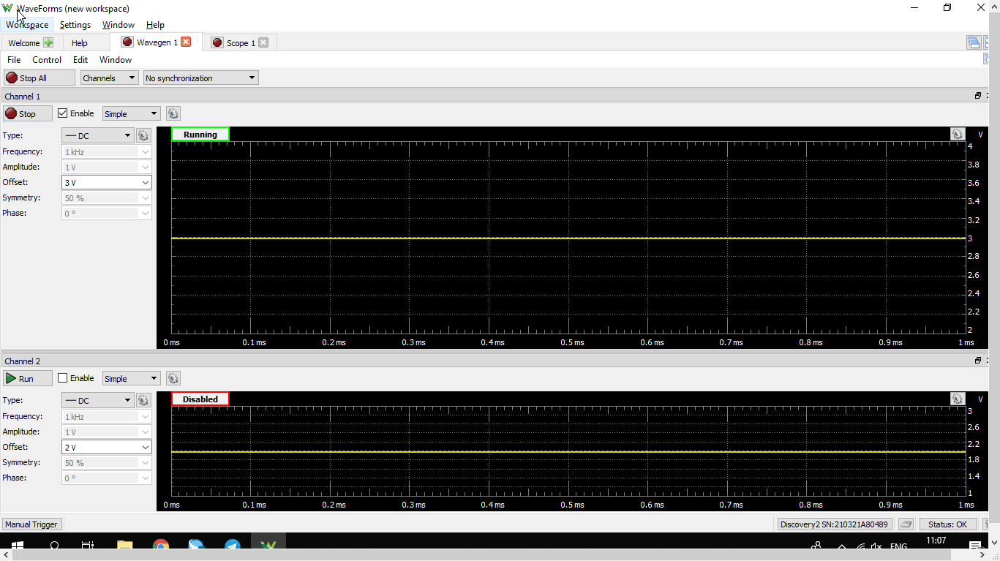 WaveForms (new workspace)
Workspace Settings Window Help
Welcome Help Wavegen 1 Scope 1
File Control Edit Window
Stop All Channels No synchronization
Channel 1
Stop Enable Simple
Type: DC
Frequency: 1 kHz
Amplitude: 1 V
Offset: 3 V
Symmetry: 50 %
Phase: 0 °
Running V
4
3.8
3.6
3.4
3.2
3
2.8
2.6
2.4
2.2
2
0 ms 0.1 ms 0.2 ms 0.3 ms 0.4 ms 0.5 ms 0.6 ms 0.7 ms 0.8 ms 0.9 ms 1 ms
Channel 2
Run Enable Simple
Type: DC
Frequency: 1 kHz
Amplitude: 1 V
Offset: 2 V
Symmetry: 50 %
Phase: 0 °
Disabled V
3
2.6
2.2
1.8
1.4
1
0 ms 0.1 ms 0.2 ms 0.3 ms 0.4 ms 0.5 ms 0.6 ms 0.7 ms 0.8 ms 0.9 ms 1 ms
Manual Trigger Discovery2 SN:210321A80489 Status: OK
ENG 11:07